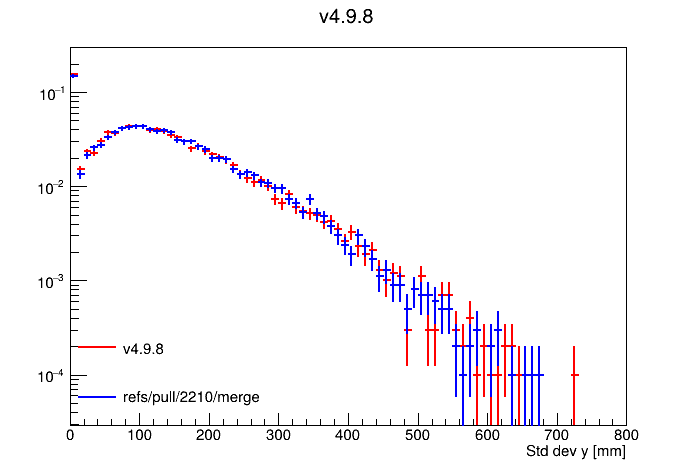 v4.9.8
10⁻¹
10⁻²
10⁻³
10⁻⁴
v4.9.8
refs/pull/2210/merge
0 100 200 300 400 500 600 700 800
Std dev y [mm]